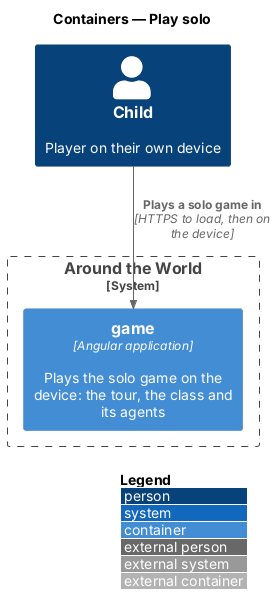 Containers — Play solo
Child
Player on their own device
Plays a solo game in
[HTTPS to load, then on
the device]
Around the World
[System]
game
[Angular application]
Plays the solo game on the
device: the tour, the class and
its agents
Legend
person
system
container
external person
external system
external container